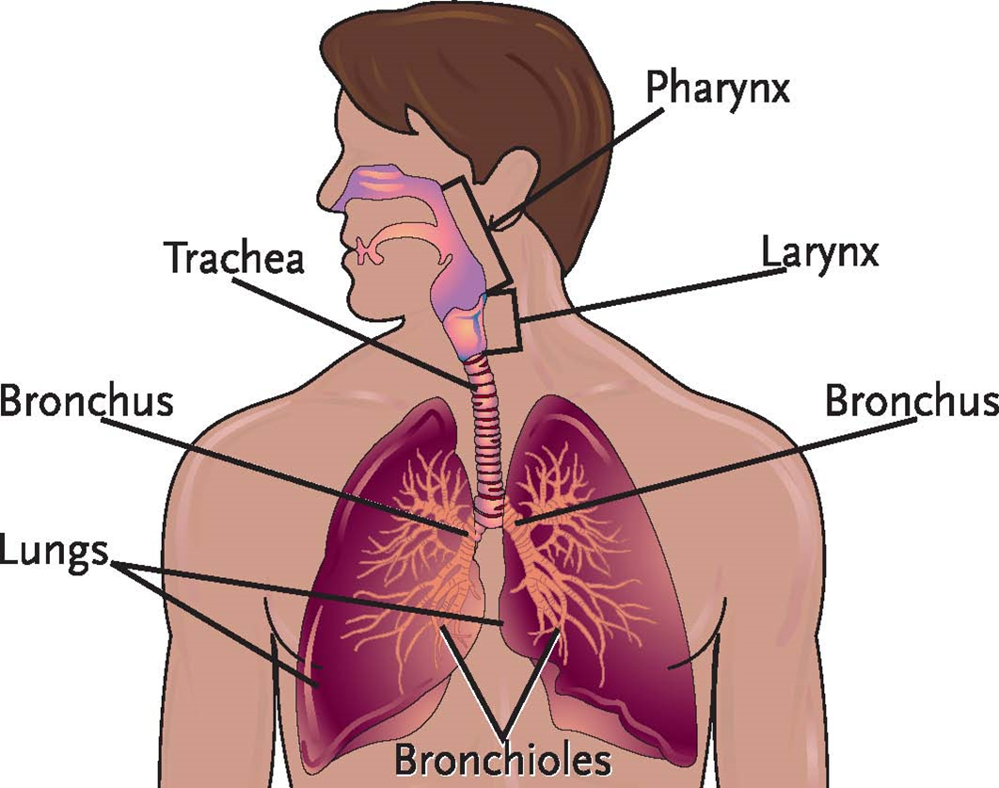 Pharynx
Trachea
Larynx
Bronchus
Bronchus
Lungs
Bronchioles